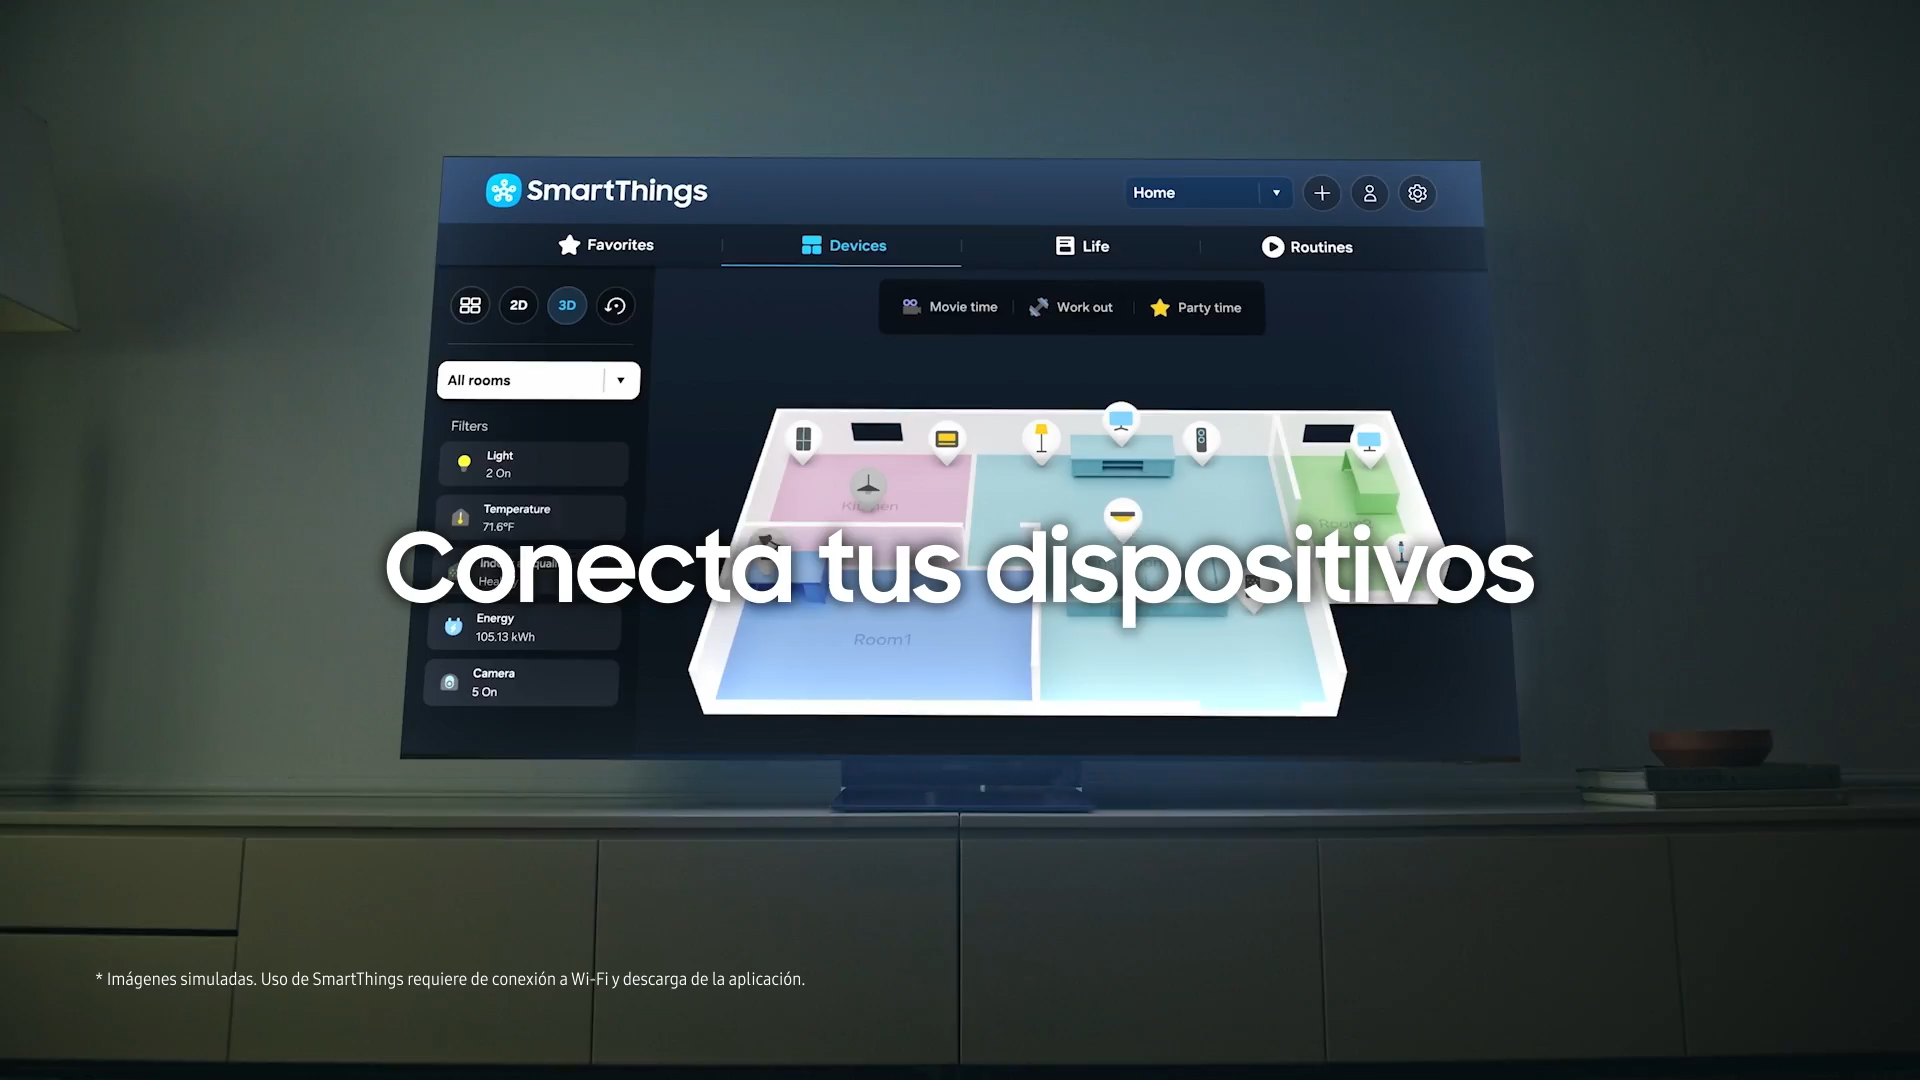 SmartThings
Home
Favorites
Devices
Life
Routines
2D
3D
Movie time
Work out
Party time
All rooms
Filters
Light
2 On
Temperature
71.6°F
Conecta tus dispositivos
Energy
105.13 kWh
Room1
Camera
5 On
* Imágenes simuladas. Uso de SmartThings requiere de conexión a Wi-Fi y descarga de la aplicación.